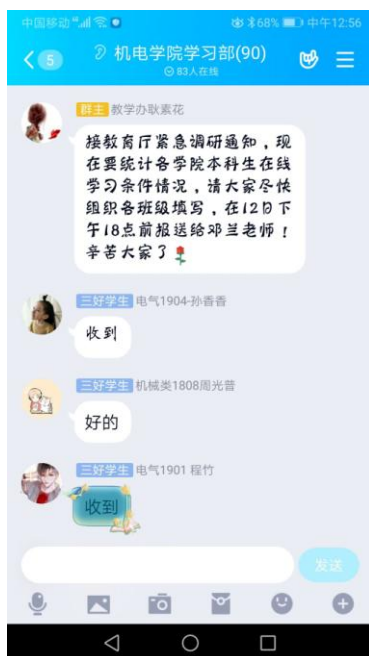 中国移动 68% 中午12:56
5 机电学院学习部(90)
83人在线
群主 教学办耿素花
接教育厅紧急调研通知，现
在要统计各学院本科生在线
学习条件情况，请大家尽快
组织各班级填写，在12日下
午18点前报送给邓兰老师！
辛苦大家了
三好学生 电气1904-孙香香
收到
三好学生 机械类1808周光普
好的
三好学生 电气1901 程竹
收到
发送